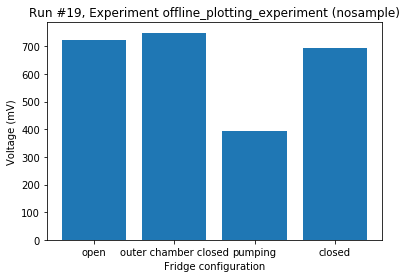 Run #19, Experiment offline_plotting_experiment (nosample)
700
600
500
400
300
200
100
0
Voltage (mV)
open outer chamber closed pumping closed
Fridge configuration